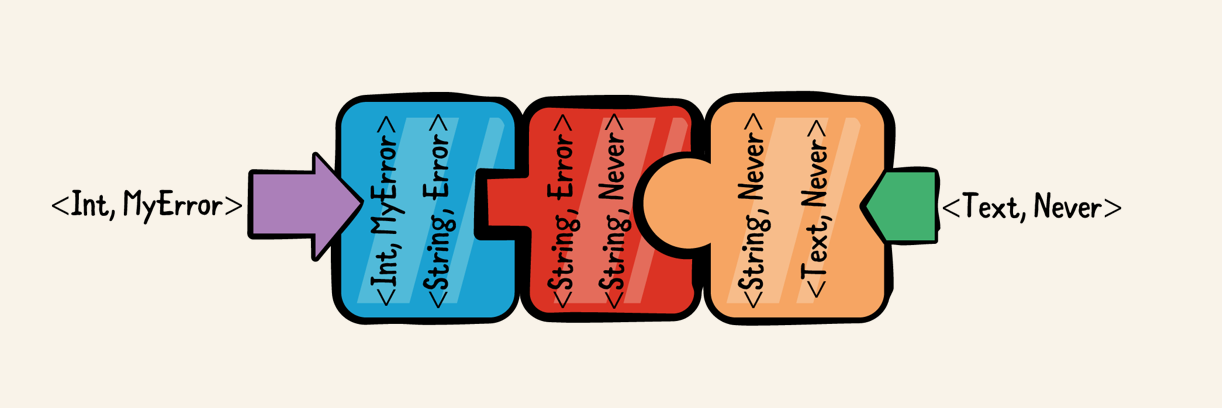 <Int, MyError>
<Int, MyError>
<String, Error>
<String, Error>
<String, Never>
<String, Never>
<Text, Never>
<Text, Never>